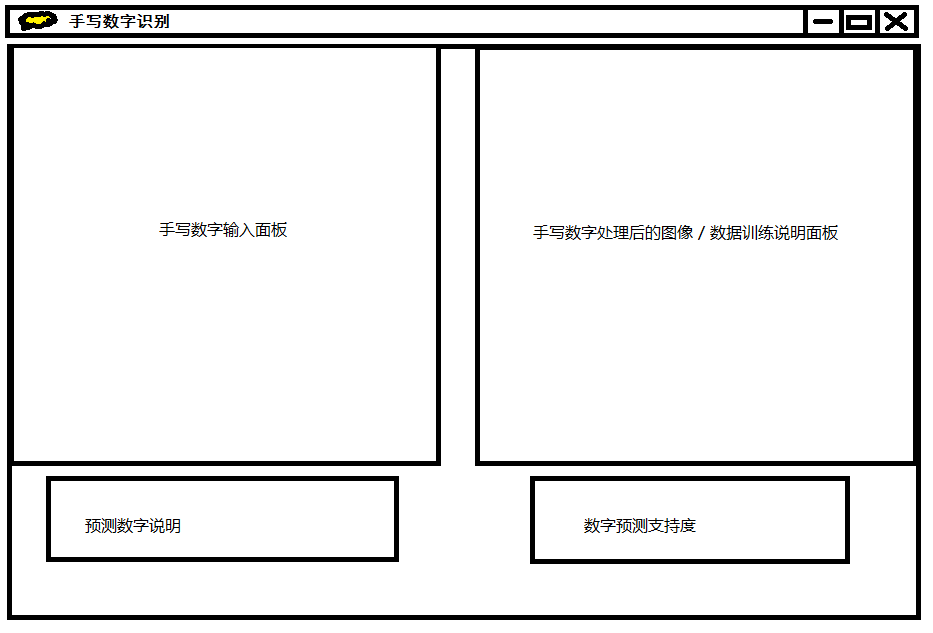 手写数字识别
手写数字输入面板
手写数字处理后的图像 / 数据训练说明面板
预测数字说明
数字预测支持度